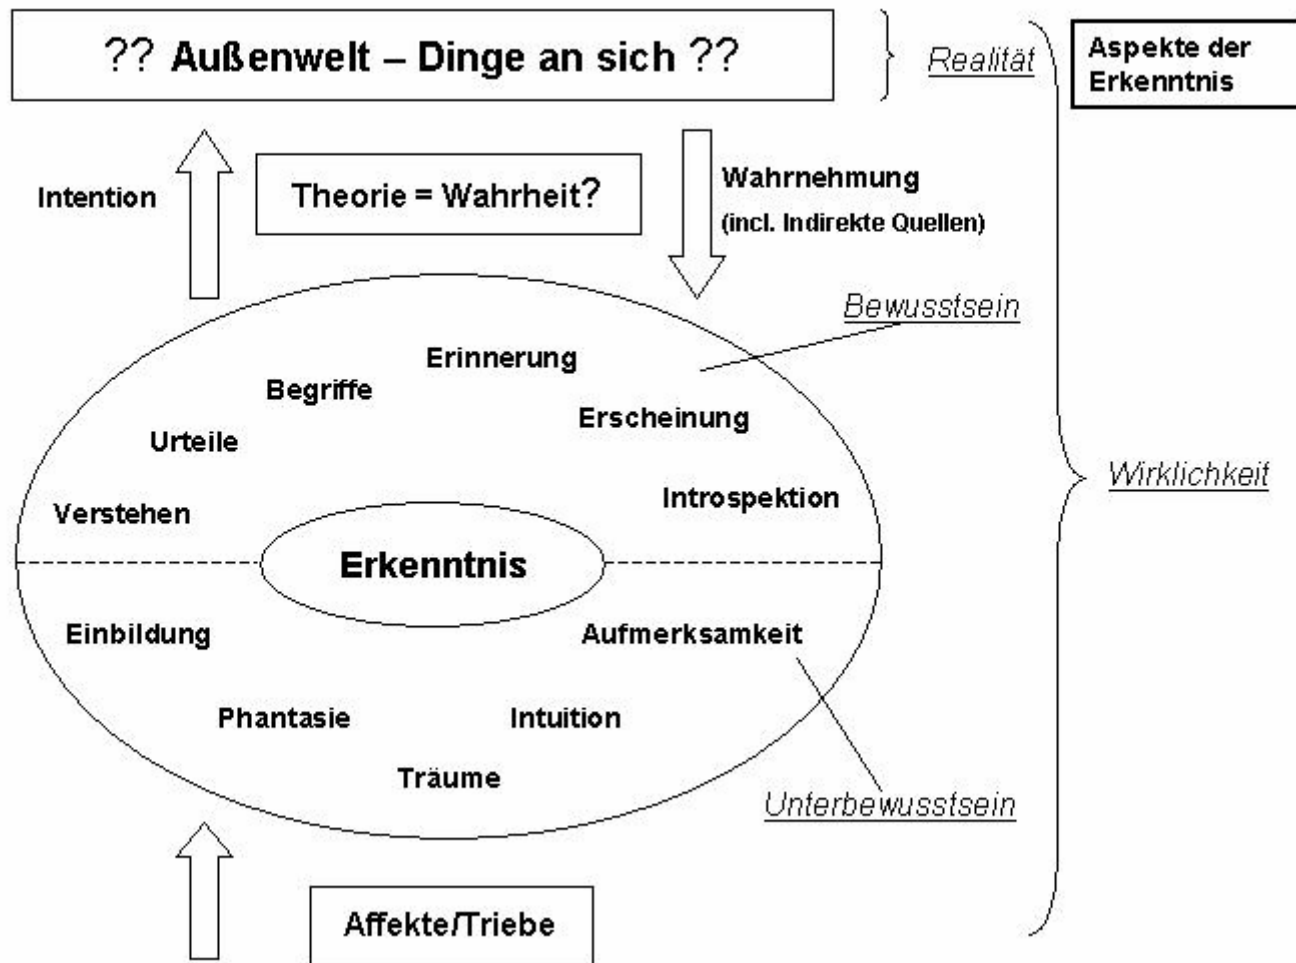 ?? Außenwelt – Dinge an sich ??
Realität
Aspekte der
Erkenntnis
Intention
Theorie = Wahrheit?
Wahrnehmung
(incl. Indirekte Quellen)
Bewusstsein
Erinnerung
Begriffe
Erscheinung
Urteile
Introspektion
Verstehen
Wirklichkeit
Erkenntnis
Einbildung
Aufmerksamkeit
Phantasie
Intuition
Träume
Unterbewusstsein
Affekte/Triebe